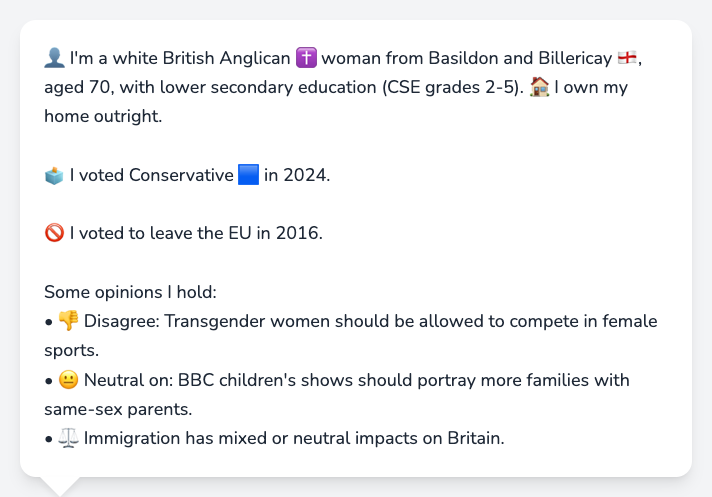 👤 I'm a white British Anglican ✝️ woman from Basildon and Billericay 🏴󠁧󠁢󠁥󠁮󠁧󠁿,
aged 70, with lower secondary education (CSE grades 2-5). 🏠 I own my
home outright.
🗳️ I voted Conservative 🟦 in 2024.
🚫 I voted to leave the EU in 2016.
Some opinions I hold:
• 👎 Disagree: Transgender women should be allowed to compete in female
sports.
• 😐 Neutral on: BBC children's shows should portray more families with
same-sex parents.
• ⚖️ Immigration has mixed or neutral impacts on Britain.